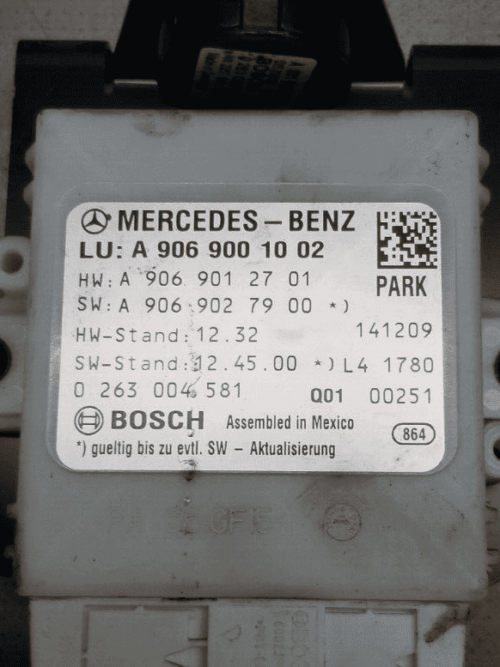 MERCEDES – BENZ
LU: A 906 900 10 02
HW: A 906 901 27 01
PARK
SW: A 906 902 79 00 *)
HW-Stand: 12.32 141209
SW-Stand: 12.45.00 *) L4 1780
0 263 004 581 Q01 00251
BOSCH Assembled in Mexico
864
*) gueltig bis zu evtl. SW – Aktualisierung
GF15